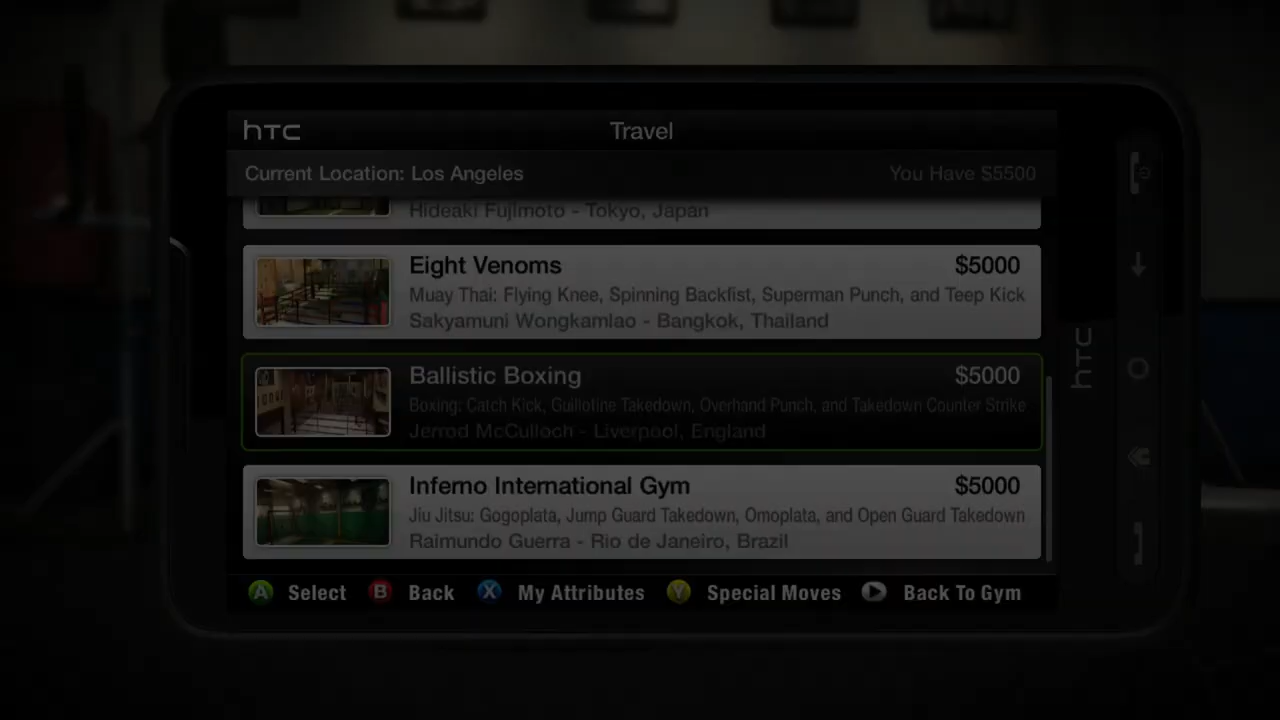 hTC
Travel
Current Location: Los Angeles
You Have $5500
Hideaki Fujimoto - Tokyo, Japan
Eight Venoms
$5000
Muay Thai: Flying Knee, Spinning Backfist, Superman Punch, and Teep Kick
Sakyamuni Wongkamlao - Bangkok, Thailand
Ballistic Boxing
$5000
Boxing: Catch Kick, Guillotine Takedown, Overhand Punch, and Takedown Counter Strike
Jerrod McCulloch - Liverpool, England
Inferno International Gym
$5000
Jiu Jitsu: Gogoplata, Jump Guard Takedown, Omoplata, and Open Guard Takedown
Raimundo Guerra - Rio de Janeiro, Brazil
A Select B Back X My Attributes Y Special Moves Back To Gym
hTC